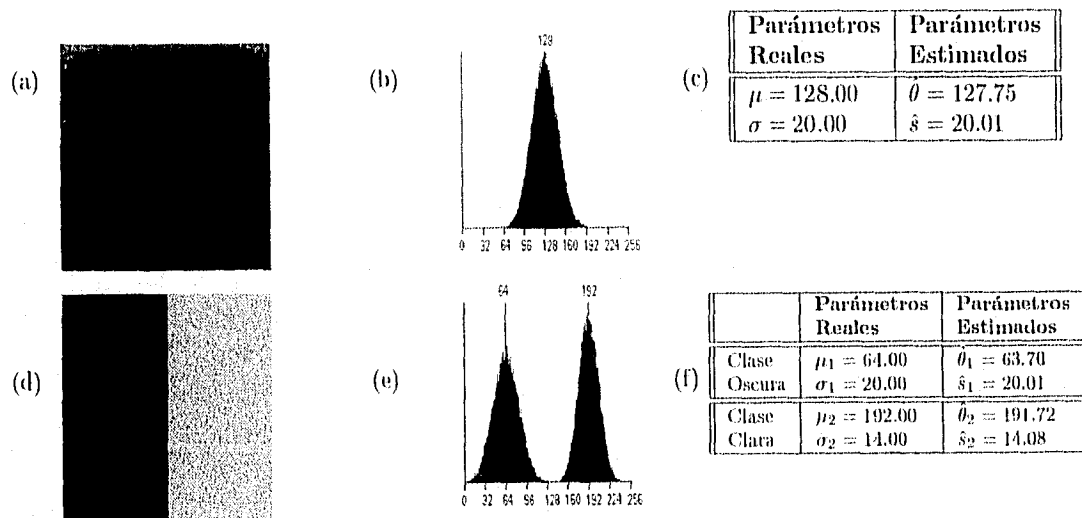 (a)
(b)
129
0 32 64 96 128 160 192 224 256
(c)
Parámetros Reales
Parámetros Estimados
μ = 128.00
θ̂ = 127.75
σ = 20.00
ŝ = 20.01
(d)
(e)
64
192
0 32 64 96 128 160 192 224 256
(f)
Parámetros Reales
Parámetros Estimados
Clase Oscura
μ₁ = 64.00
θ̂₁ = 63.70
σ₁ = 20.00
ŝ₁ = 20.01
Clase Clara
μ₂ = 192.00
θ̂₂ = 191.72
σ₂ = 14.00
ŝ₂ = 14.08